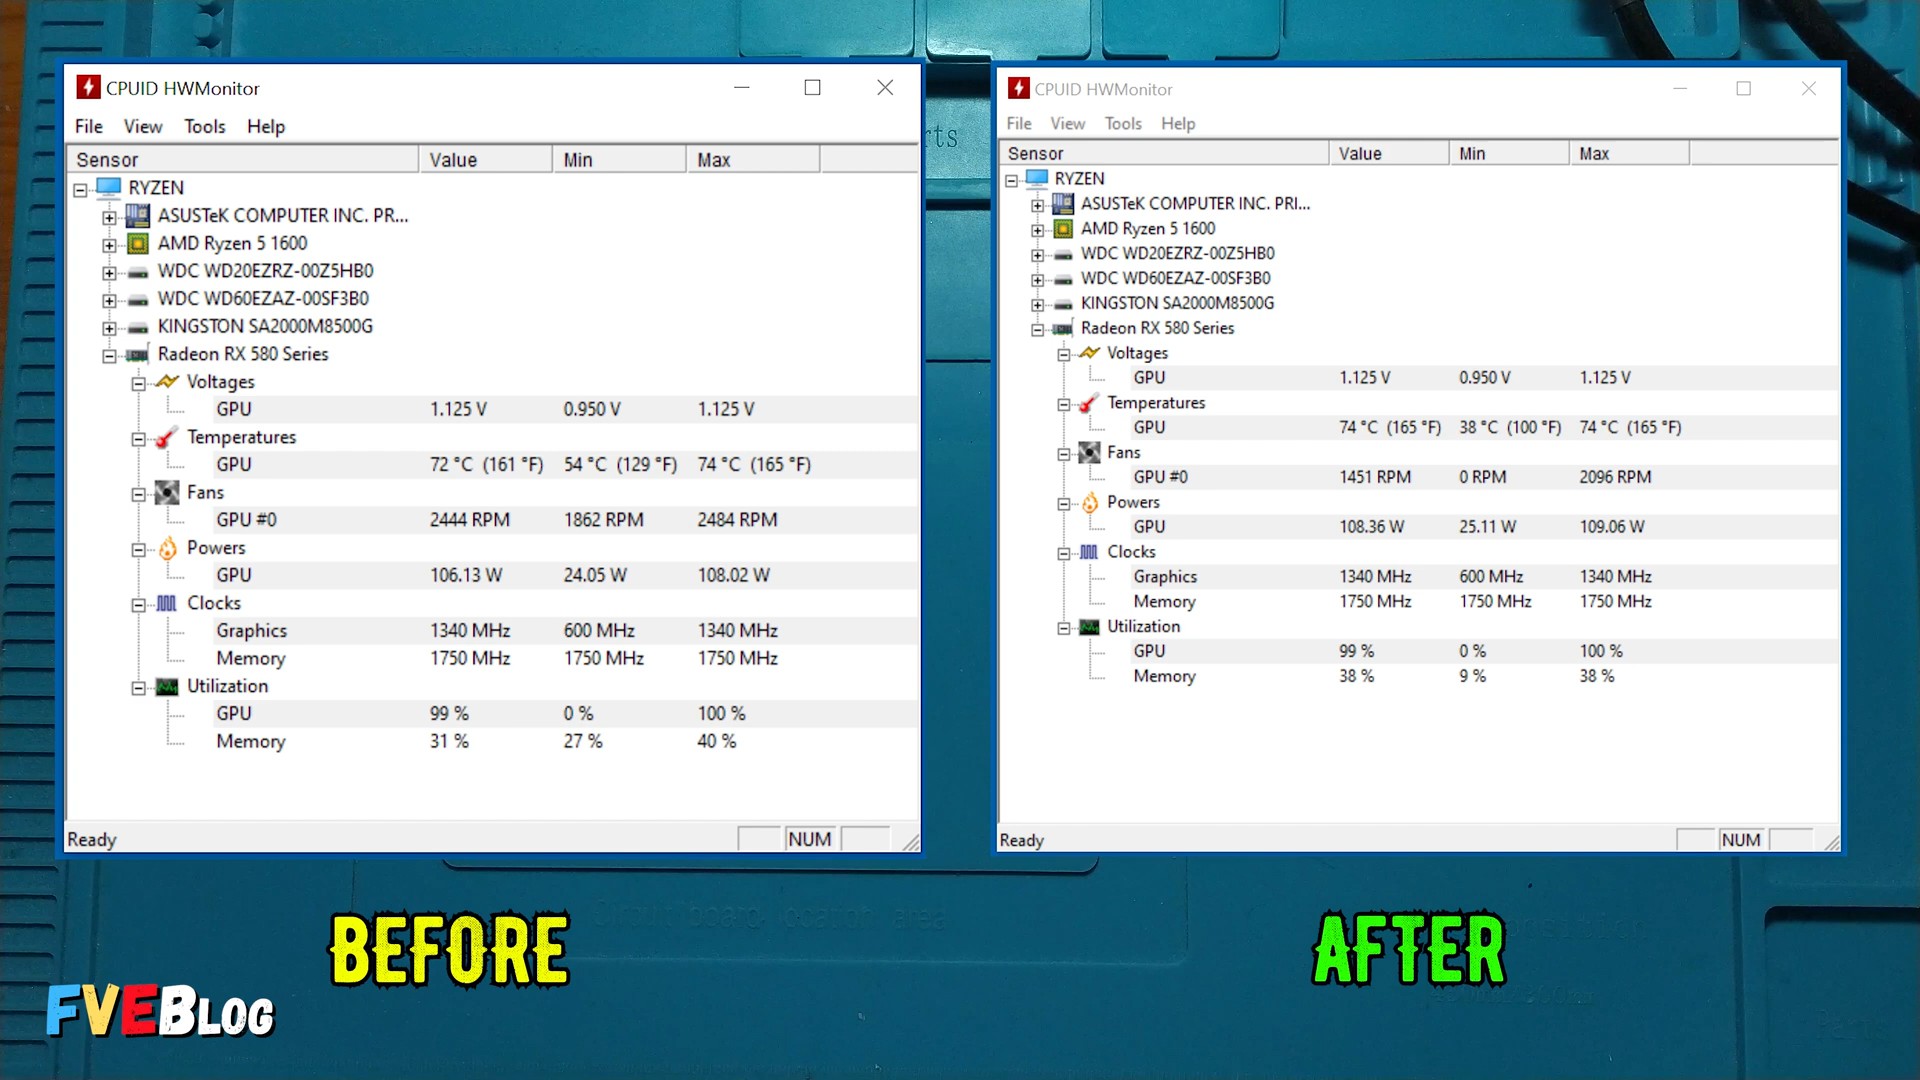 CPUID HWMonitor
File View Tools Help
Sensor Value Min Max
RYZEN
ASUSTeK COMPUTER INC. PR...
AMD Ryzen 5 1600
WDC WD20EZRZ-00Z5HB0
WDC WD60EZAZ-00SF3B0
KINGSTON SA2000M8500G
Radeon RX 580 Series
Voltages
GPU 1.125 V 0.950 V 1.125 V
Temperatures
GPU 72 °C (161 °F) 54 °C (129 °F) 74 °C (165 °F)
Fans
GPU #0 2444 RPM 1862 RPM 2484 RPM
Powers
GPU 106.13 W 24.05 W 108.02 W
Clocks
Graphics 1340 MHz 600 MHz 1340 MHz
Memory 1750 MHz 1750 MHz 1750 MHz
Utilization
GPU 99 % 0 % 100 %
Memory 31 % 27 % 40 %
Ready NUM
BEFORE
CPUID HWMonitor
File View Tools Help
Sensor Value Min Max
RYZEN
ASUSTeK COMPUTER INC. PRI...
AMD Ryzen 5 1600
WDC WD20EZRZ-00Z5HB0
WDC WD60EZAZ-00SF3B0
KINGSTON SA2000M8500G
Radeon RX 580 Series
Voltages
GPU 1.125 V 0.950 V 1.125 V
Temperatures
GPU 74 °C (165 °F) 38 °C (100 °F) 74 °C (165 °F)
Fans
GPU #0 1451 RPM 0 RPM 2096 RPM
Powers
GPU 108.36 W 25.11 W 109.06 W
Clocks
Graphics 1340 MHz 600 MHz 1340 MHz
Memory 1750 MHz 1750 MHz 1750 MHz
Utilization
GPU 99 % 0 % 100 %
Memory 38 % 9 % 38 %
Ready NUM
AFTER
FVEBLOG